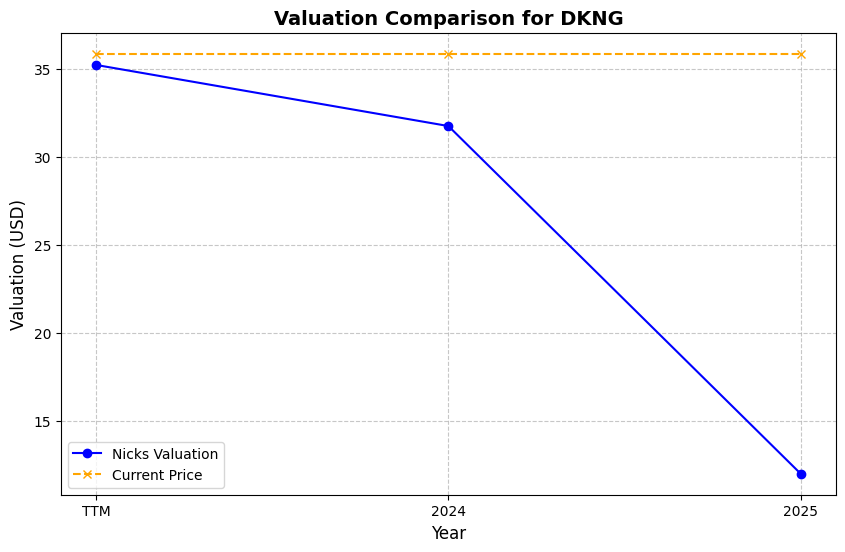 Valuation Comparison for DKNG
Valuation (USD)
35
30
25
20
15
Nicks Valuation
Current Price
TTM
2024
2025
Year